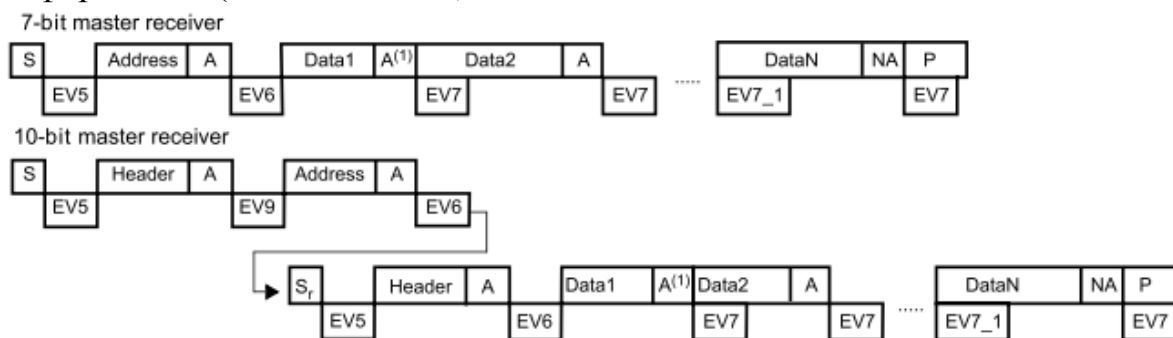 7-bit master receiver
S Address A Data1 A(1) Data2 A ..... DataN NA P
EV5 EV6 EV7 EV7 EV7_1 EV7
10-bit master receiver
S Header A Address A
EV5 EV9 EV6
Sr Header A Data1 A(1) Data2 A ..... DataN NA P
EV5 EV6 EV7 EV7 EV7_1 EV7